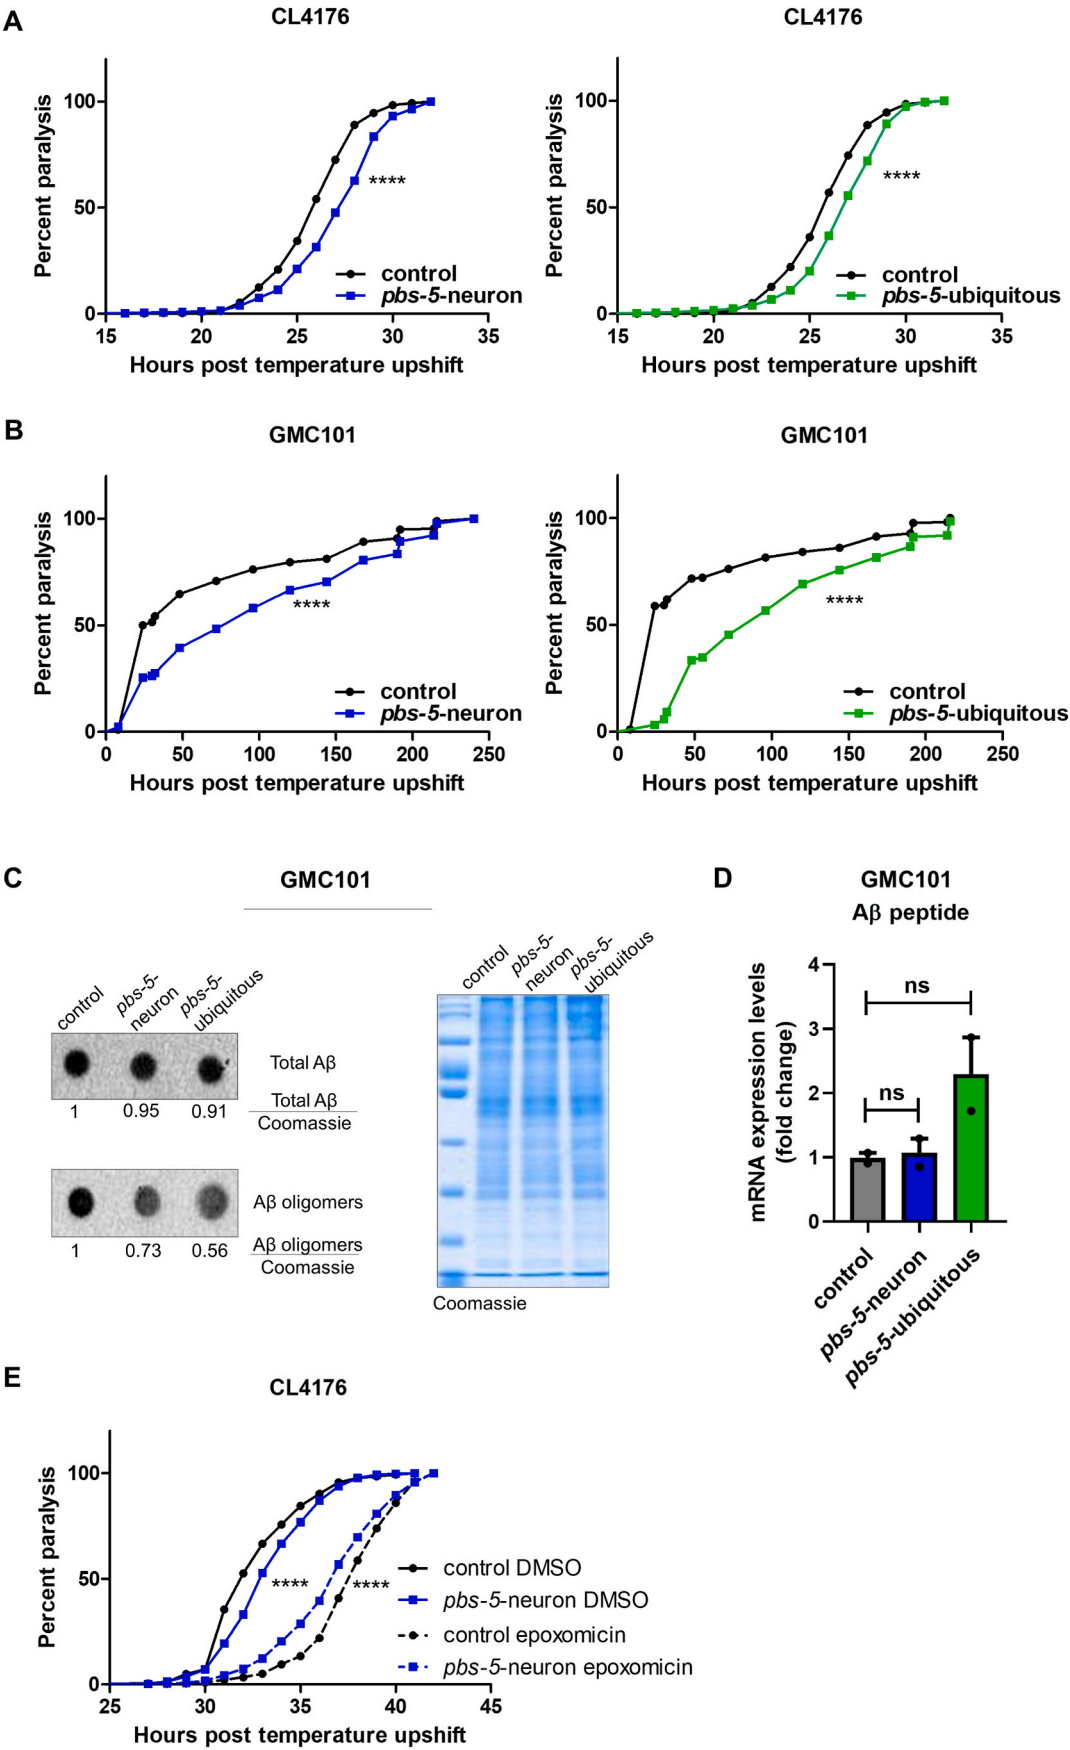 A
CL4176
CL4176
Percent paralysis
100
50
0
15
20
25
30
35
Hours post temperature upshift
control
pbs-5-neuron
****
Percent paralysis
100
50
0
15
20
25
30
35
Hours post temperature upshift
control
pbs-5-ubiquitous
****
B
GMC101
GMC101
Percent paralysis
100
50
0
0
50
100
150
200
250
Hours post temperature upshift
control
pbs-5-neuron
****
Percent paralysis
100
50
0
0
50
100
150
200
250
Hours post temperature upshift
control
pbs-5-ubiquitous
****
C
GMC101
control
pbs-5-
neuron
pbs-5-
ubiquitous
Total Aβ
1
0.95
0.91
Total Aβ
Coomassie
Aβ oligomers
1
0.73
0.56
Aβ oligomers
Coomassie
control
pbs-5-
neuron
pbs-5-
ubiquitous
Coomassie
D
GMC101
Aβ peptide
mRNA expression levels
(fold change)
4
3
2
1
0
ns
ns
control
pbs-5-neuron
pbs-5-ubiquitous
E
CL4176
Percent paralysis
100
50
0
25
30
35
40
45
Hours post temperature upshift
****
****
control DMSO
pbs-5-neuron DMSO
control epoxomicin
pbs-5-neuron epoxomicin